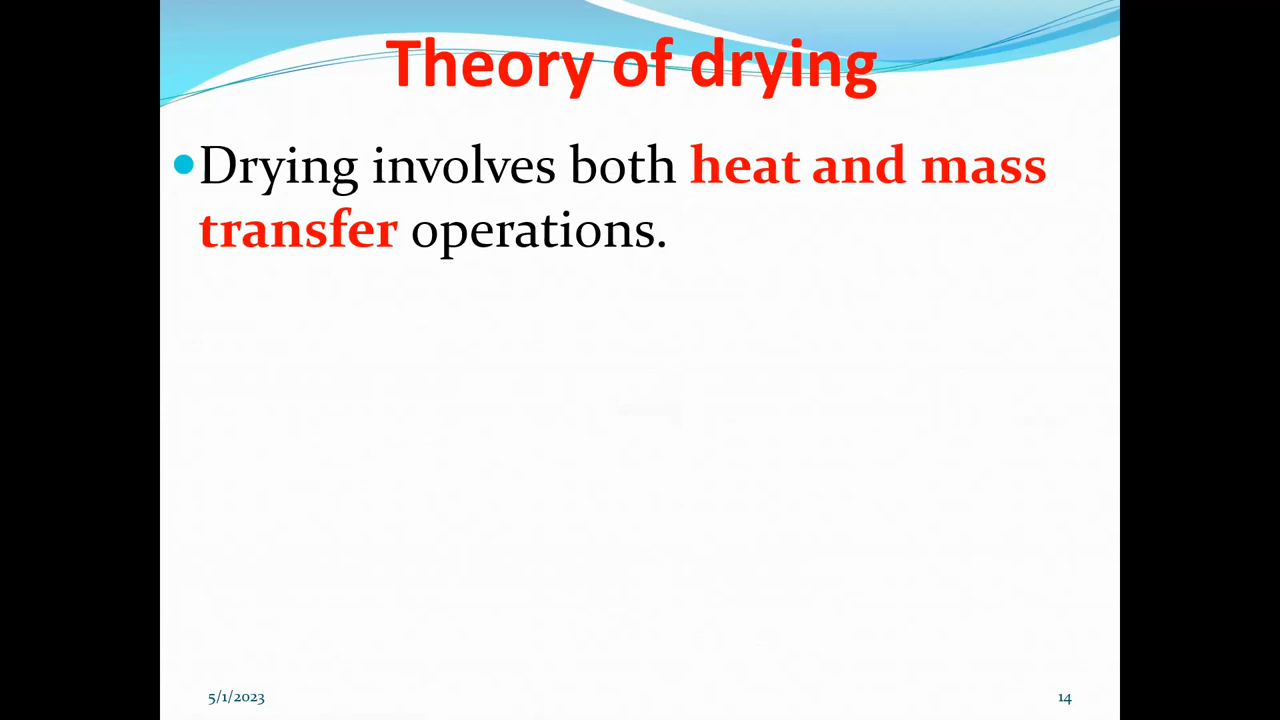 Theory of drying
•Drying involves both heat and mass
transfer operations.
5/1/2023
14